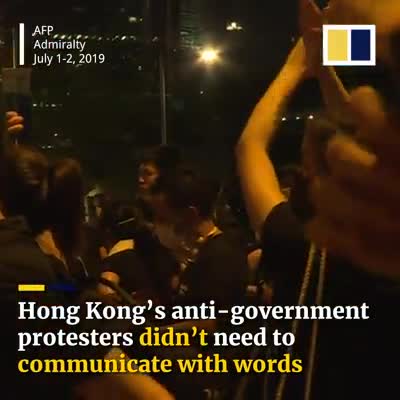 AFP
Admiralty
July 1-2, 2019
Hong Kong’s anti-government
protesters didn’t need to
communicate with words